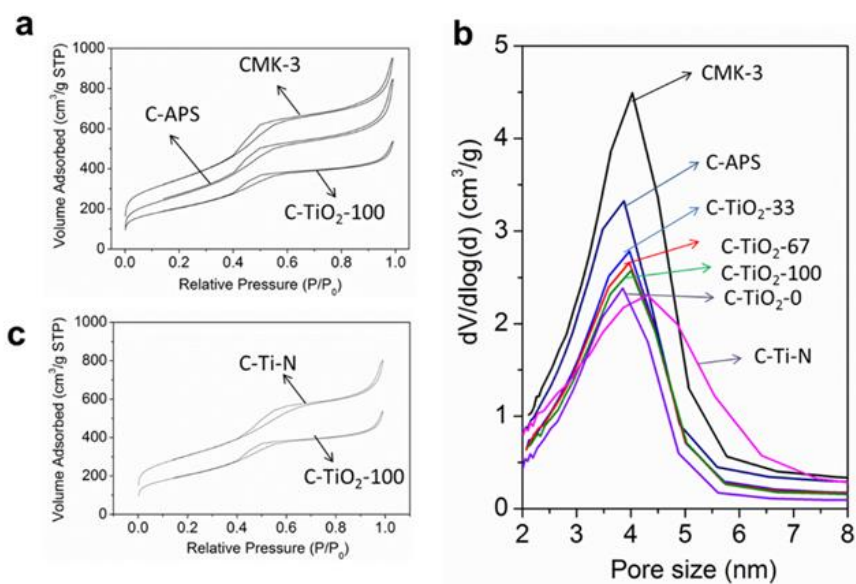 a
1000
800
600
400
200
0
Volume Adsorbed (cm³/g STP)
CMK-3
C-APS
C-TiO₂-100
0.0 0.2 0.4 0.6 0.8 1.0
Relative Pressure (P/P₀)
c
1000
800
600
400
200
0
Volume Adsorbed (cm³/g STP)
C-Ti-N
C-TiO₂-100
0.0 0.2 0.4 0.6 0.8 1.0
Relative Pressure (P/P₀)
b
5
4
3
2
1
0
dV/dlog(d) (cm³/g)
CMK-3
C-APS
C-TiO₂-33
C-TiO₂-67
C-TiO₂-100
C-TiO₂-0
C-Ti-N
2 3 4 5 6 7 8
Pore size (nm)